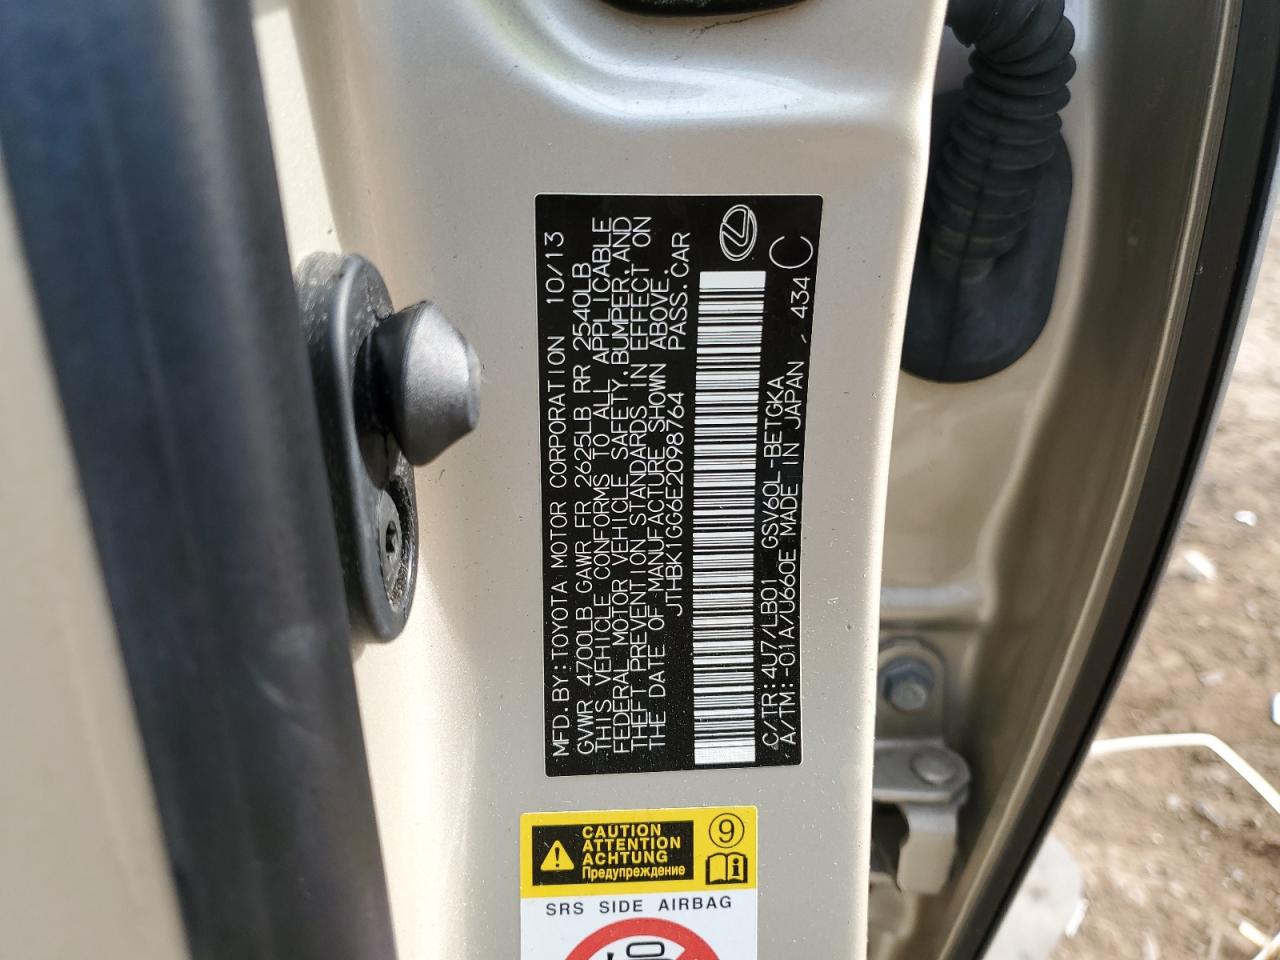 MFD.BY:TOYOTA MOTOR CORPORATION 10/13
GVWR 4700LB GAWR FR 2625LB RR 2540LB
THIS VEHICLE CONFORMS TO ALL APPLICABLE
FEDERAL MOTOR VEHICLE SAFETY,BUMPER,AND
THEFT PREVENTION STANDARDS IN EFFECT ON
THE DATE OF MANUFACTURE SHOWN ABOVE.
JTHBK1GG6E2098764 PASS.CAR
C/TR:4U7/LB01 GSV60L-BETGKA
A/TM:-01A/U660E MADE IN JAPAN 434 C
CAUTION
ATTENTION
ACHTUNG
Предупреждение
9
SRS SIDE AIRBAG